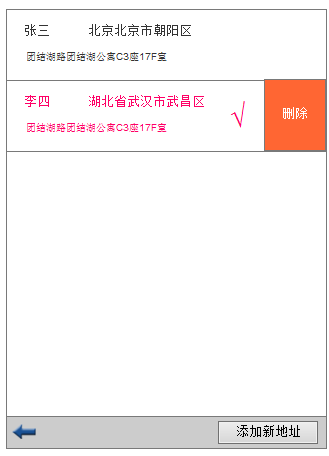 张三 北京北京市朝阳区
团结湖路团结湖公寓C3座17F室
李四 湖北省武汉市武昌区
团结湖路团结湖公寓C3座17F室
√
删除
添加新地址